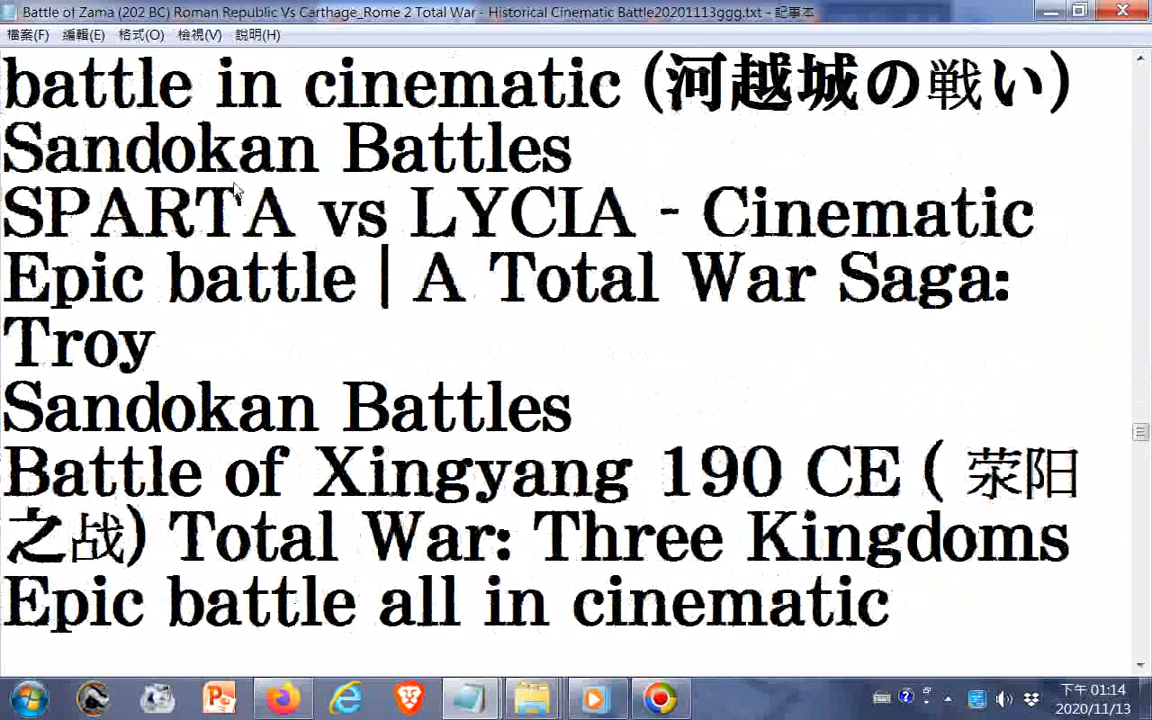 Battle of Zama (202 BC) Roman Republic Vs Carthage_Rome 2 Total War - Historical Cinematic Battle20201113ggg.txt - 記事本
檔案(F) 編輯(E) 格式(O) 檢視(V) 說明(H)
battle in cinematic (河越城の戦い)
Sandokan Battles
SPARTA vs LYCIA - Cinematic
Epic battle | A Total War Saga:
Troy
Sandokan Battles
Battle of Xingyang 190 CE ( 荥阳
之战) Total War: Three Kingdoms
Epic battle all in cinematic
下午 01:14
2020/11/13